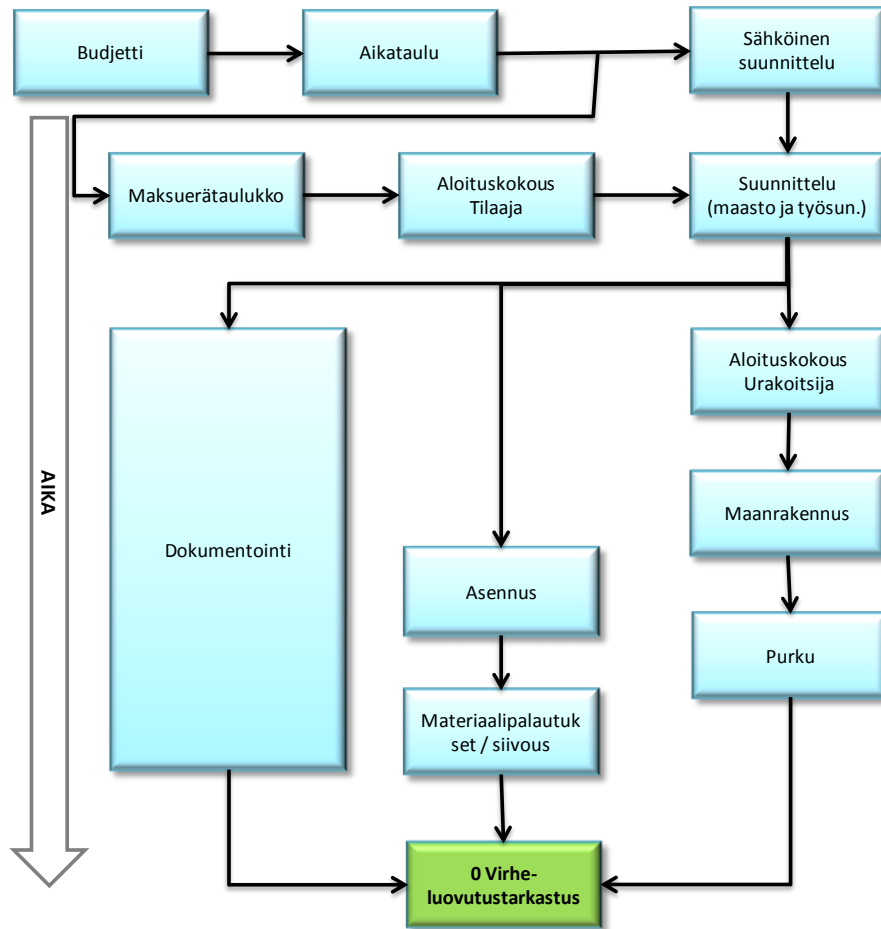 Budjetti
Aikataulu
Sähköinen
suunnittelu
Maksuerätaulukko
Aloituskokous
Tilaaja
Suunnittelu
(maasto ja työsun.)
Aloituskokous
Urakoitsija
AIKA
Maanrakennus
Dokumentointi
Asennus
Purku
Materiaalipalautuk
set / siivous
0 Virhe-
luovutustarkastus